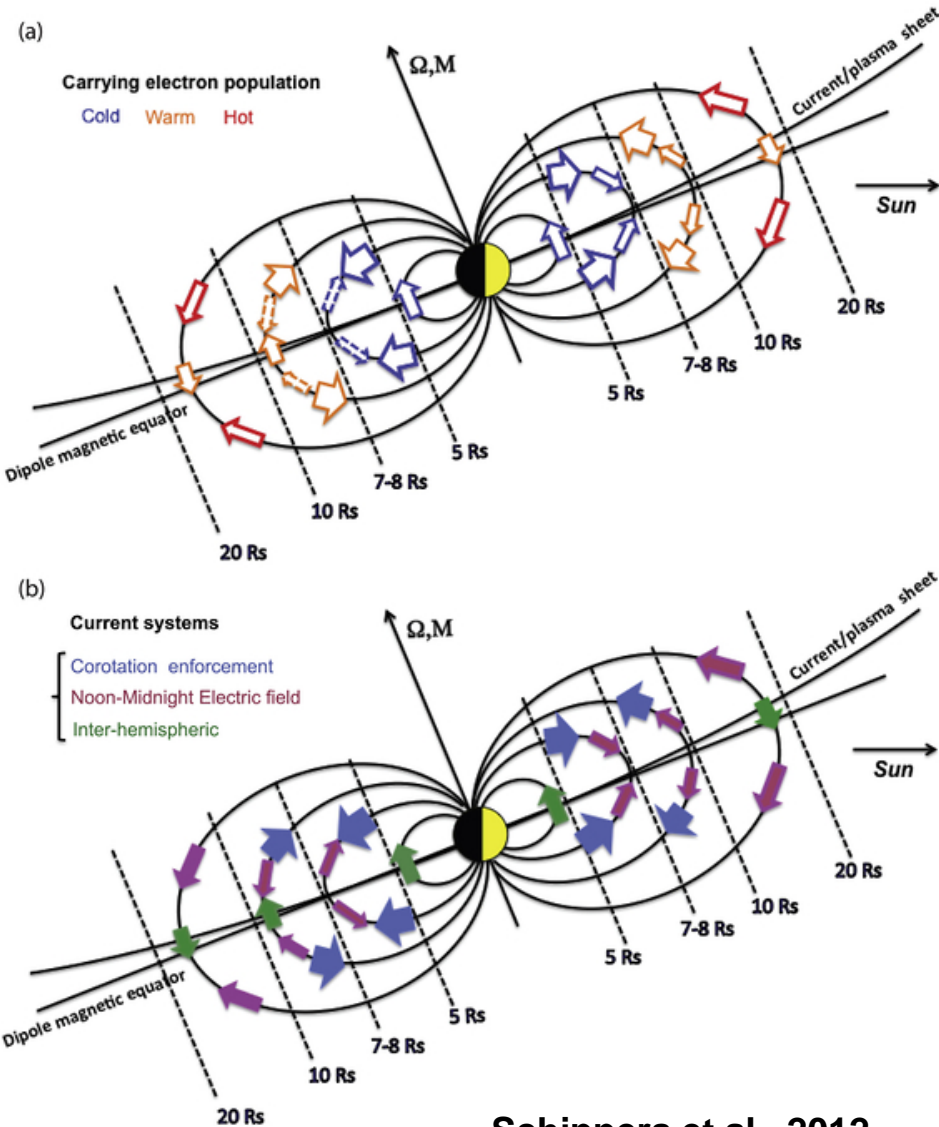 (a)
Carrying electron population
Cold Warm Hot
Ω,M
Current/plasma sheet
Sun
20 Rs
10 Rs
7-8 Rs
5 Rs
Dipole magnetic equator
5 Rs
7-8 Rs
10 Rs
20 Rs
(b)
Current systems
Corotation enforcement
Noon-Midnight Electric field
Inter-hemispheric
Ω,M
Current/plasma sheet
Sun
20 Rs
10 Rs
7-8 Rs
5 Rs
Dipole magnetic equator
5 Rs
7-8 Rs
10 Rs
20 Rs